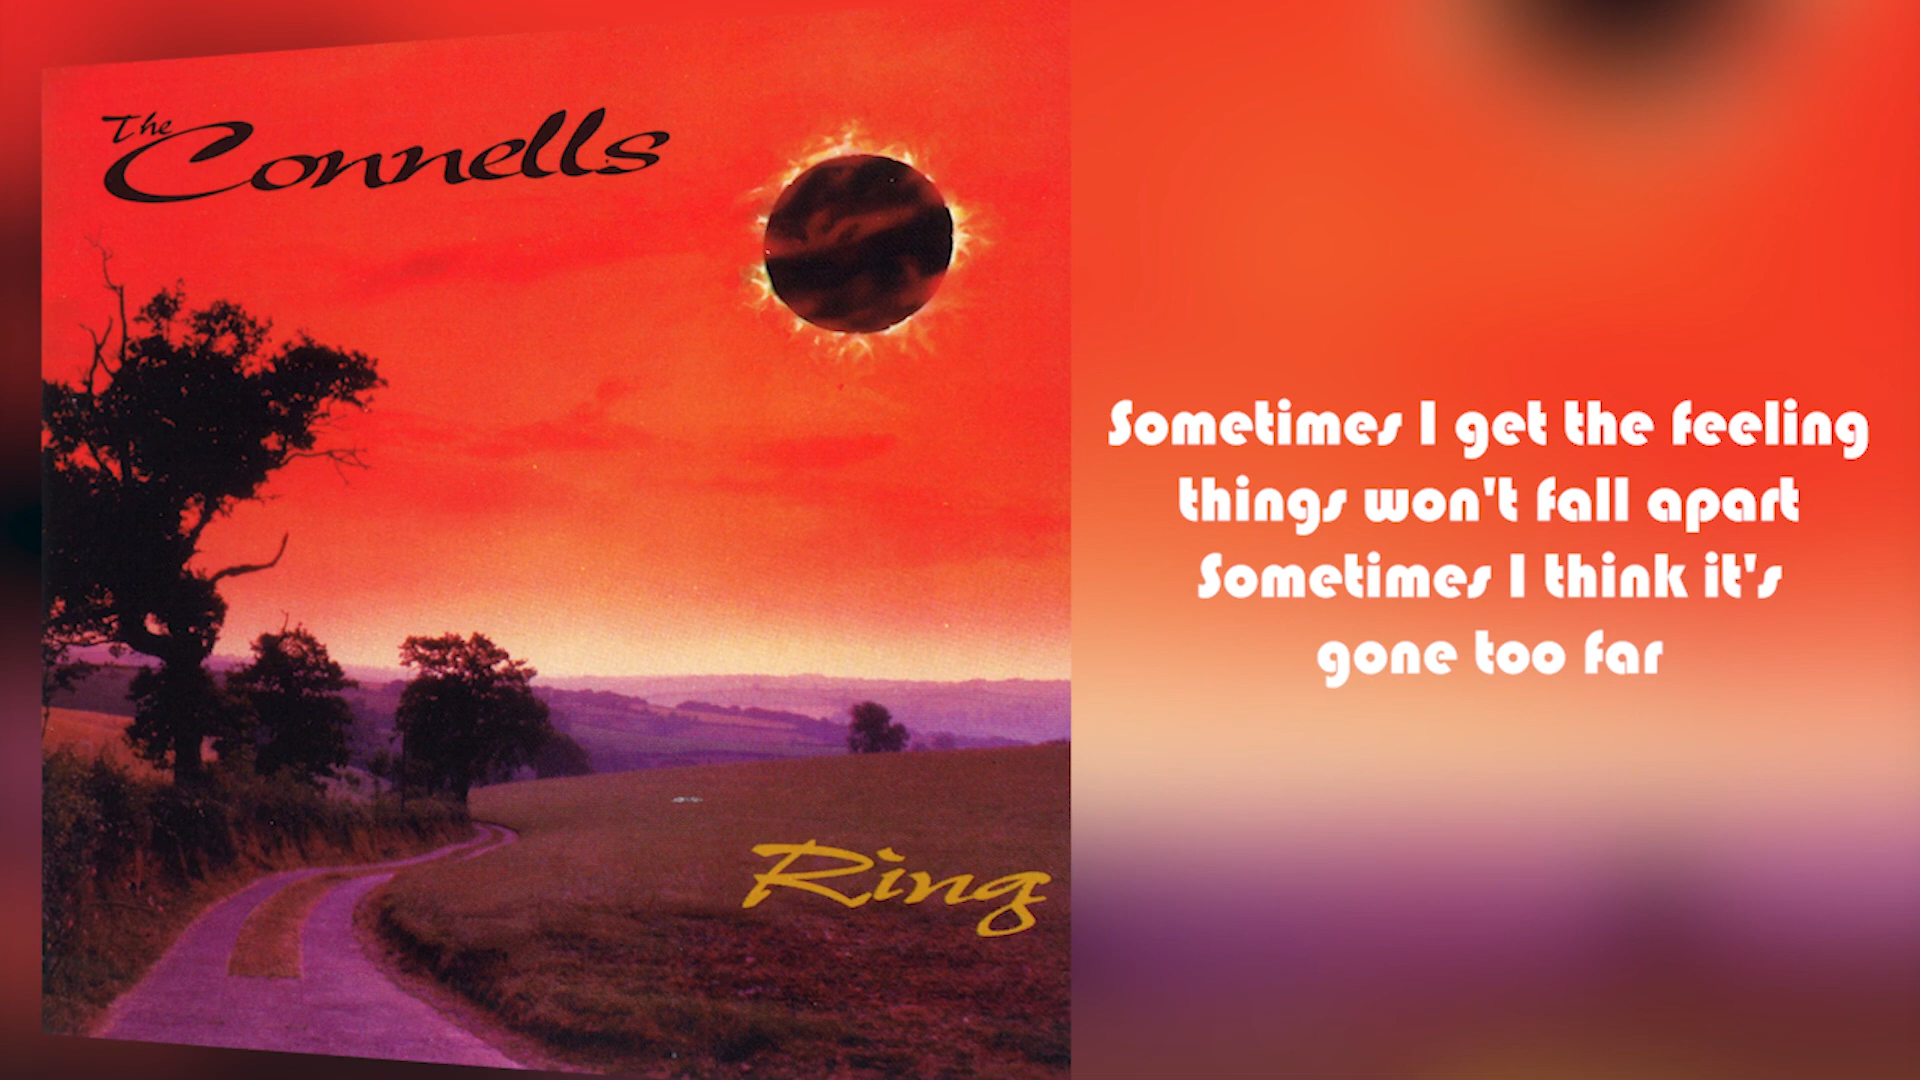 The
Connells
Ring
Sometimes I get the feeling
things won't fall apart
Sometimes I think it's
gone too far